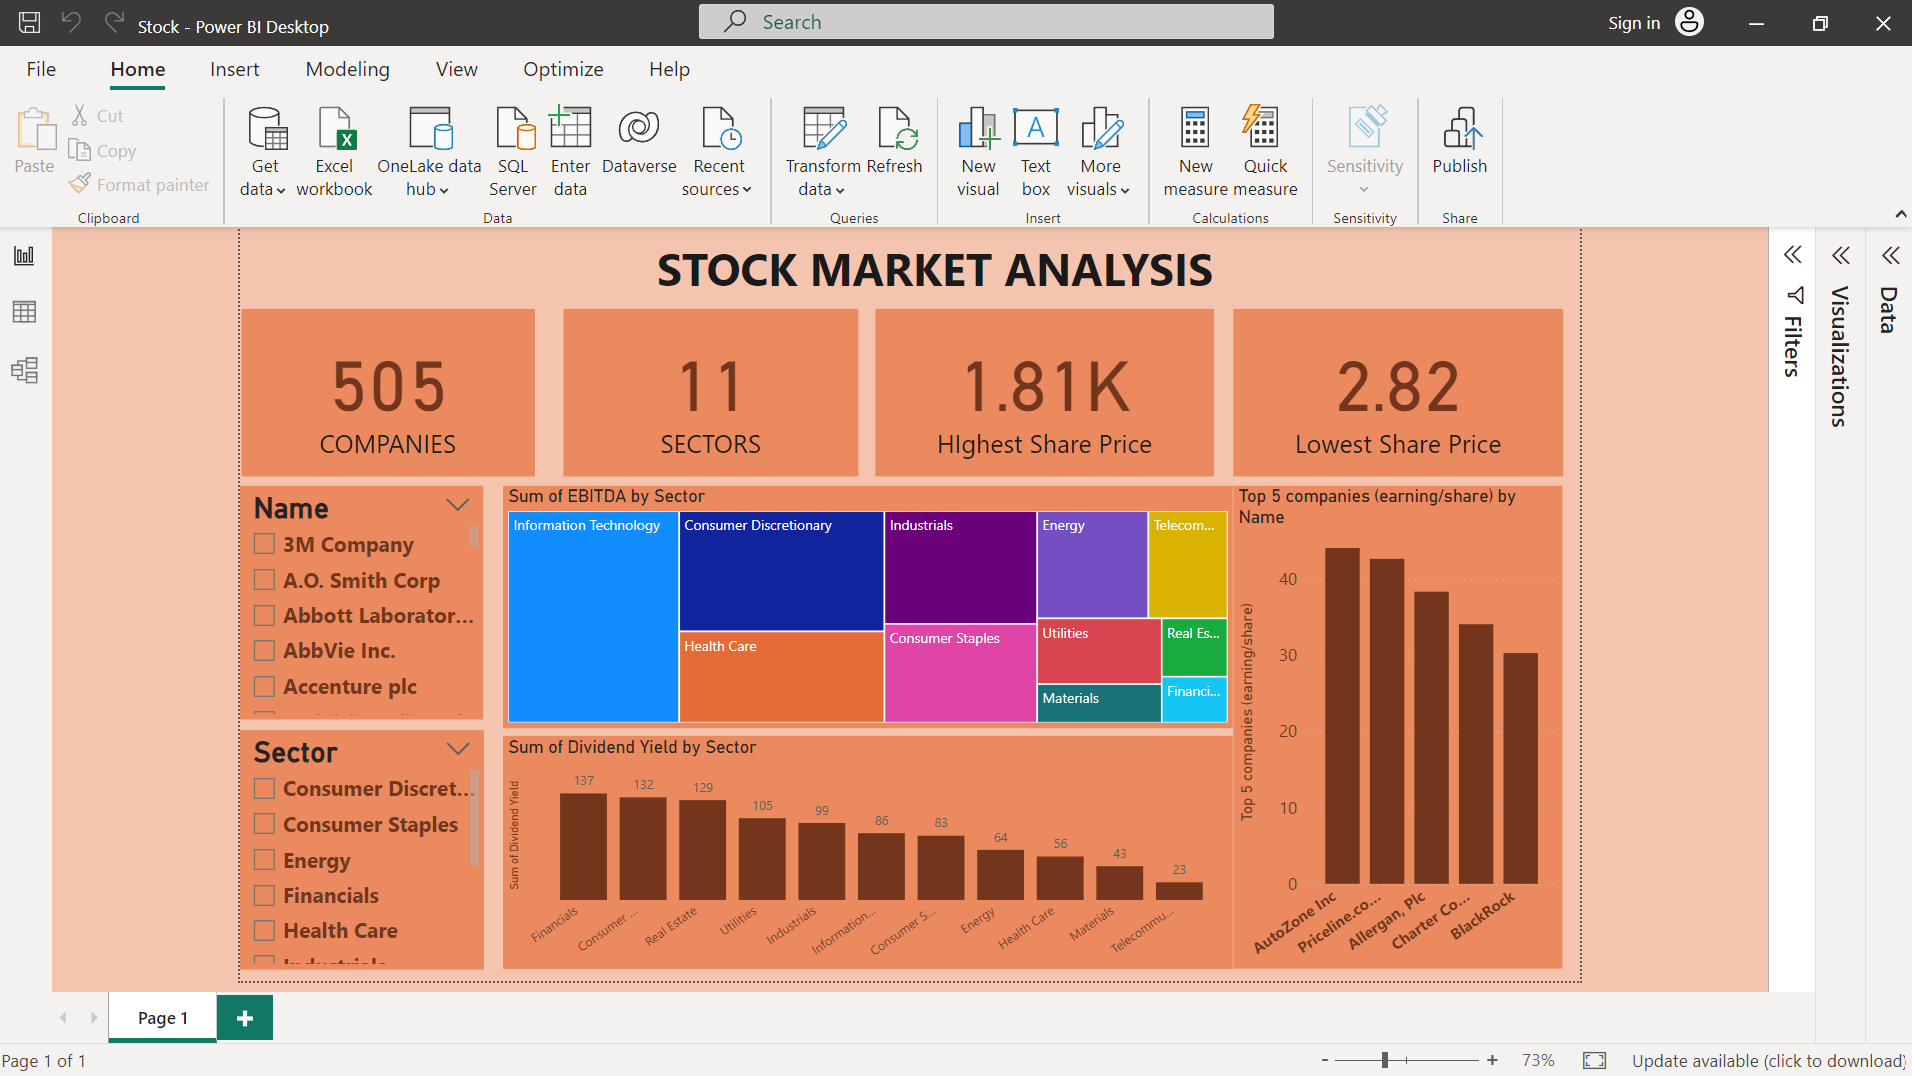 Stock - Power BI Desktop
Search
Sign in
File Home Insert Modeling View Optimize Help
Paste
Cut
Copy
Format painter
Clipboard
Get data
Excel workbook
OneLake data hub
SQL Server
Enter data
Dataverse
Recent sources
Data
Transform data
Refresh
Queries
New visual
Text box
More visuals
Insert
New measure
Quick measure
Calculations
Sensitivity
Sensitivity
Publish
Share
STOCK MARKET ANALYSIS
505
COMPANIES
11
SECTORS
1.81K
HIghest Share Price
2.82
Lowest Share Price
Name
3M Company
A.O. Smith Corp
Abbott Laborator...
AbbVie Inc.
Accenture plc
Sector
Consumer Discret...
Consumer Staples
Energy
Financials
Health Care
Industrials
Sum of EBITDA by Sector
Information Technology
Consumer Discretionary
Health Care
Industrials
Consumer Staples
Energy
Telecom...
Utilities
Real Es...
Materials
Financi...
Sum of Dividend Yield by Sector
Sum of Dividend Yield
137 132 129 105 99 86 83 64 56 43 23
Financials
Consumer ...
Real Estate
Utilities
Industrials
Information...
Consumer S...
Energy
Health Care
Materials
Telecommu...
Top 5 companies (earning/share) by
Name
Top 5 companies (earning/share)
40
30
20
10
0
AutoZone Inc
Priceline.co...
Allergan, Plc
Charter Co...
BlackRock
Filters
Visualizations
Data
Page 1
Page 1 of 1
- + 73%
Update available (click to download)